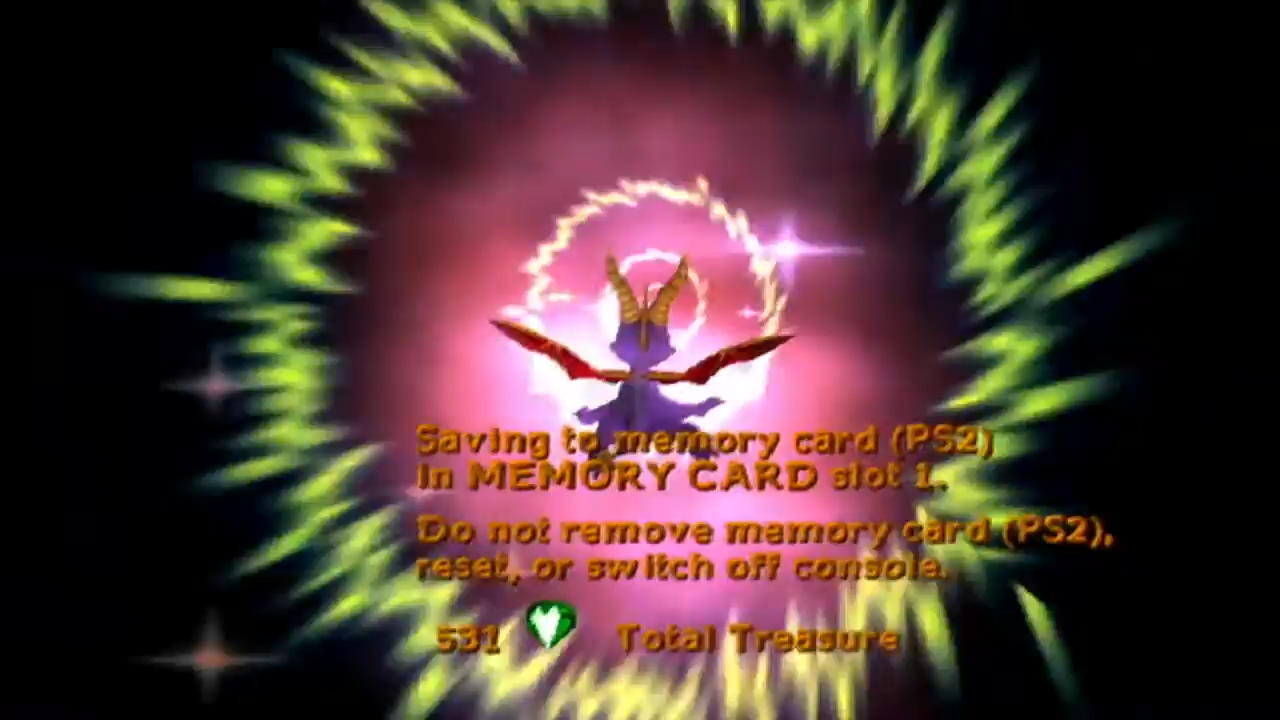 Saving to memory card (PS2)
in MEMORY CARD slot 1.
Do not remove memory card (PS2),
reset, or switch off console.
531 Total Treasure